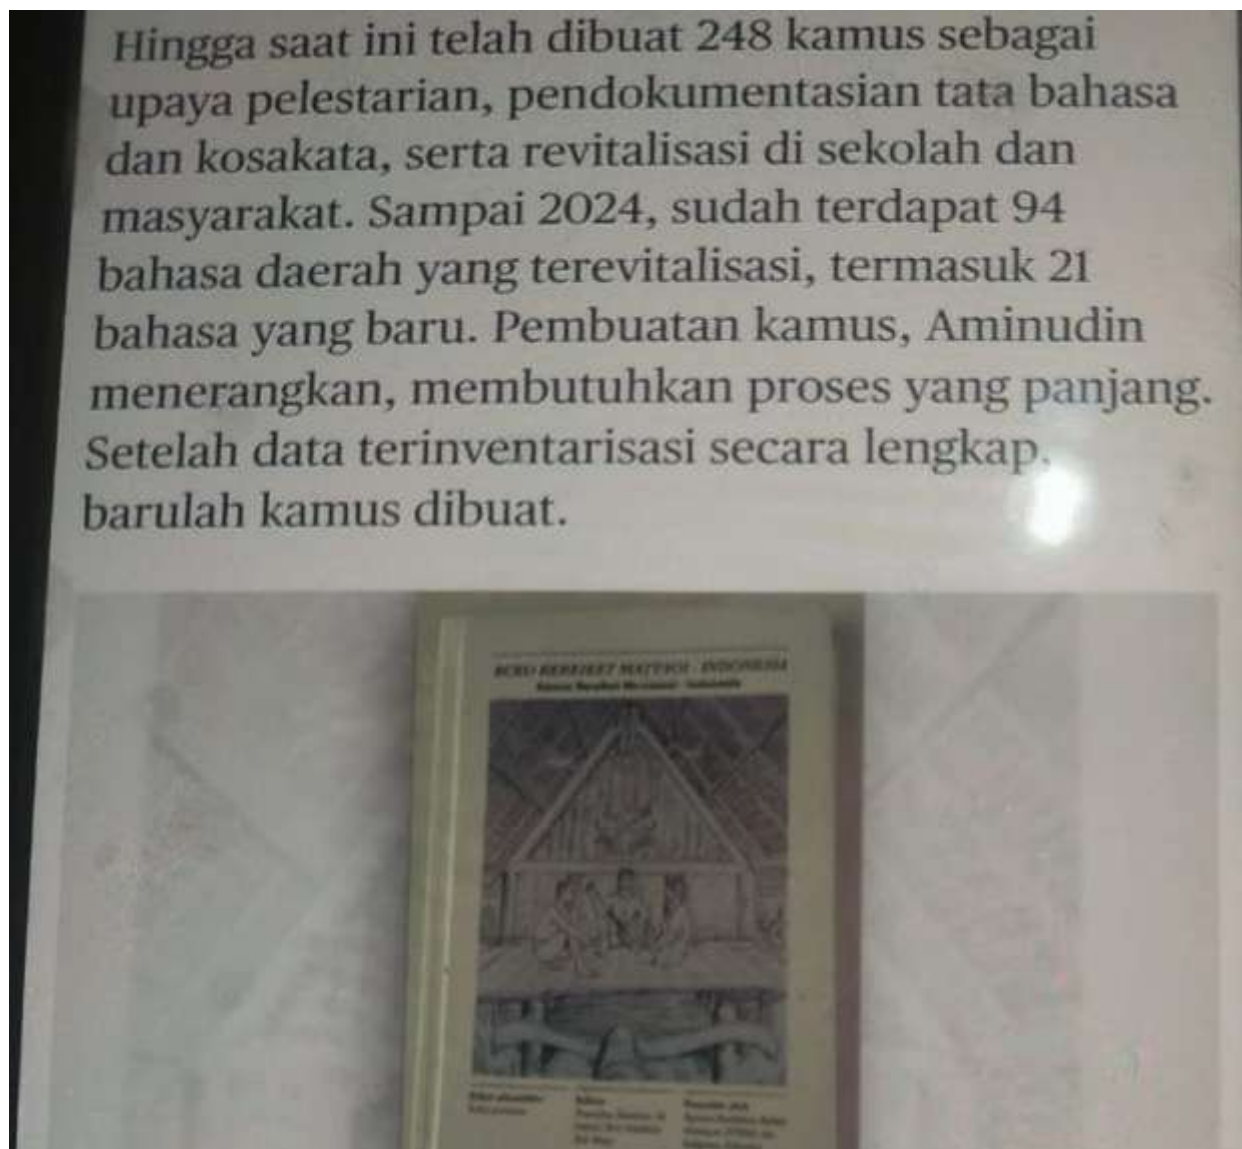 Hingga saat ini telah dibuat 248 kamus sebagai
upaya pelestarian, pendokumentasian tata bahasa
dan kosakata, serta revitalisasi di sekolah dan
masyarakat. Sampai 2024, sudah terdapat 94
bahasa daerah yang terevitalisasi, termasuk 21
bahasa yang baru. Pembuatan kamus, Aminudin
menerangkan, membutuhkan proses yang panjang.
Setelah data terinventarisasi secara lengkap,
barulah kamus dibuat.
- INDONESIA